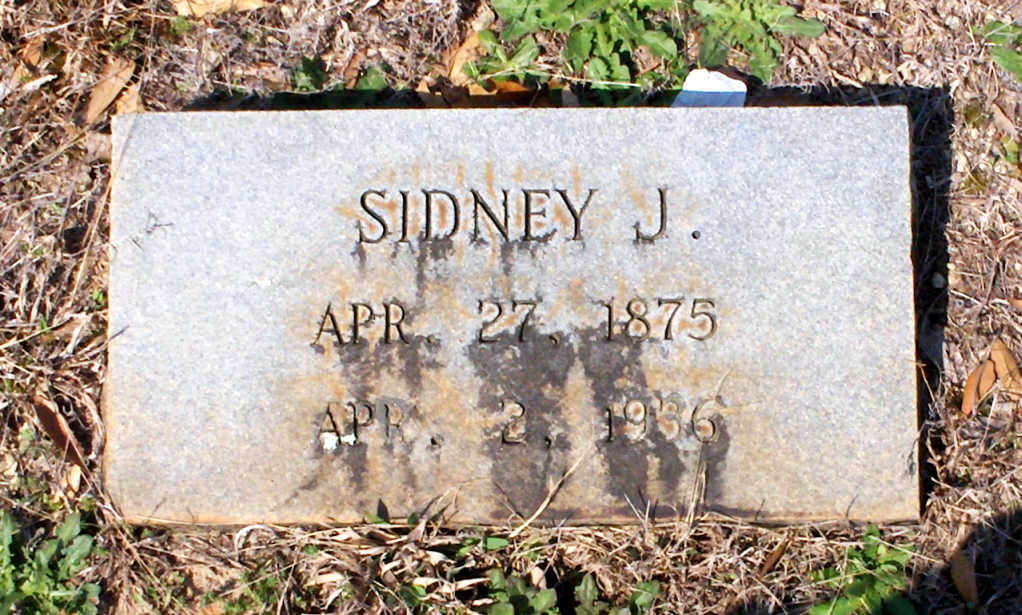 SIDNEY J.
APR. 27, 1875
APR. 2, 1936